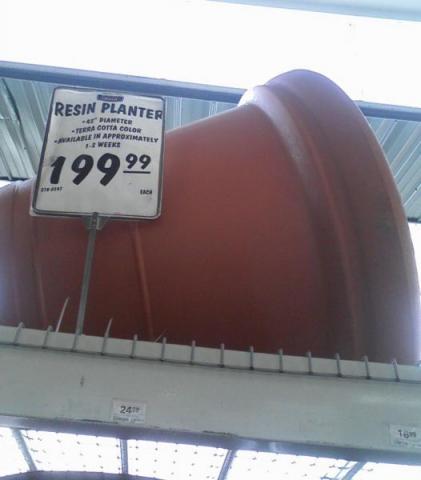 RESIN PLANTER
•42" DIAMETER
•TERRA COTTA COLOR
•AVAILABLE IN APPROXIMATELY
1-2 WEEKS
199 99
EACH
24
16